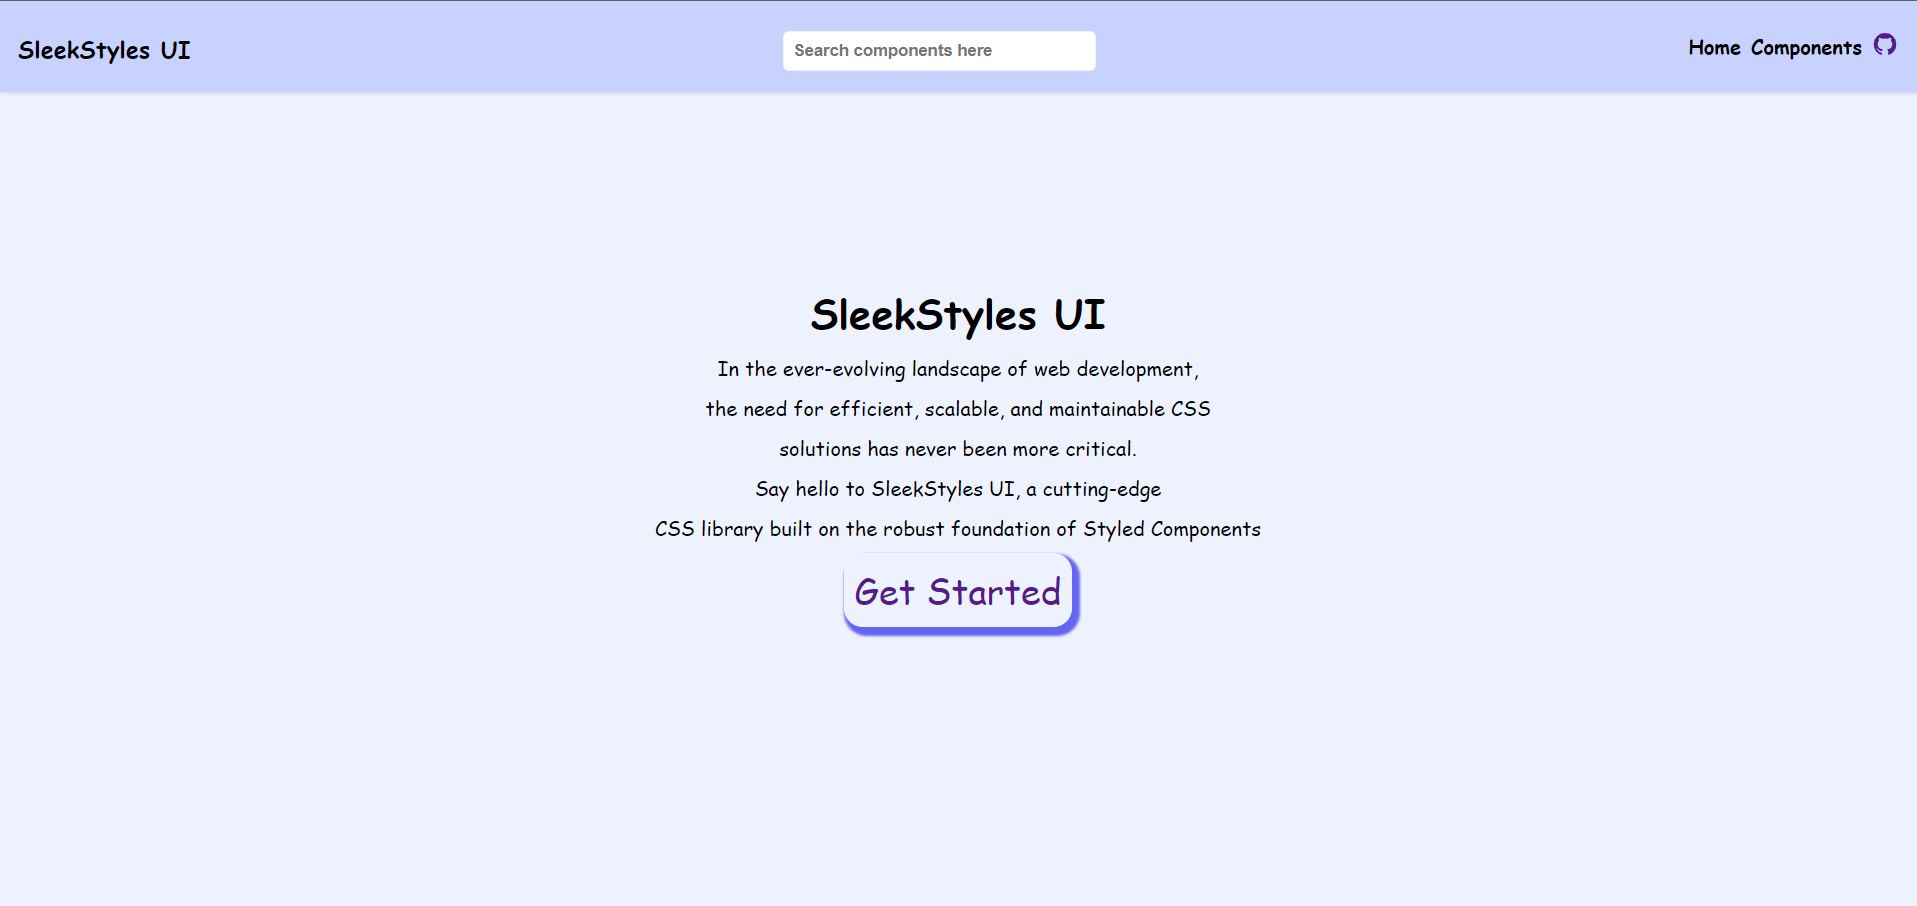 SleekStyles UI
Search components here
Home Components
SleekStyles UI
In the ever-evolving landscape of web development,
the need for efficient, scalable, and maintainable CSS
solutions has never been more critical.
Say hello to SleekStyles UI, a cutting-edge
CSS library built on the robust foundation of Styled Components
Get Started